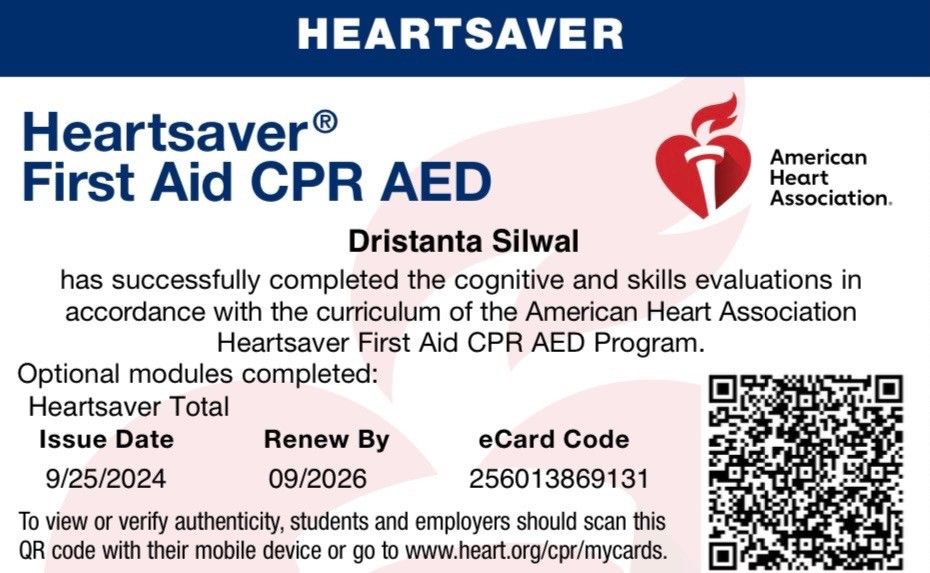 HEARTSAVER
Heartsaver®
First Aid CPR AED
American
Heart
Association.
Dristanta Silwal
has successfully completed the cognitive and skills evaluations in
accordance with the curriculum of the American Heart Association
Heartsaver First Aid CPR AED Program.
Optional modules completed:
Heartsaver Total
Issue Date Renew By eCard Code
9/25/2024 09/2026 256013869131
To view or verify authenticity, students and employers should scan this
QR code with their mobile device or go to www.heart.org/cpr/mycards.